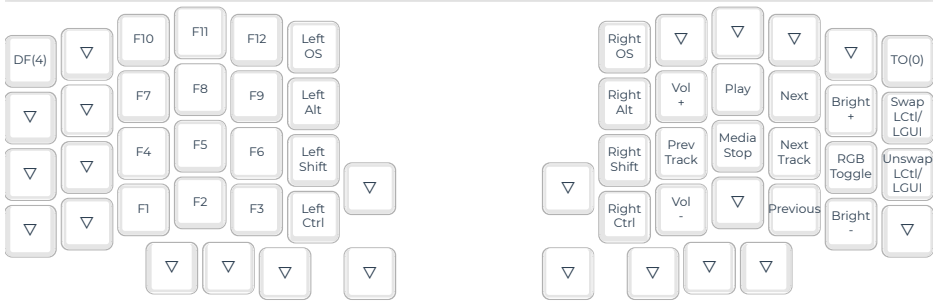 DF(4) ▽ F10 F11 F12 Left OS
▽ ▽ F7 F8 F9 Left Alt
▽ ▽ F4 F5 F6 Left Shift ▽
▽ ▽ F1 F2 F3 Left Ctrl
▽ ▽ ▽ ▽
Right OS ▽ ▽ ▽ ▽ TO(0)
Right Alt Vol + Play Next Bright + Swap LCtl/ LGUI
▽ Right Shift Prev Track Media Stop Next Track RGB Toggle Unswap LCtl/ LGUI
Right Ctrl Vol - ▽ Previous Bright - ▽
▽ ▽ ▽ ▽